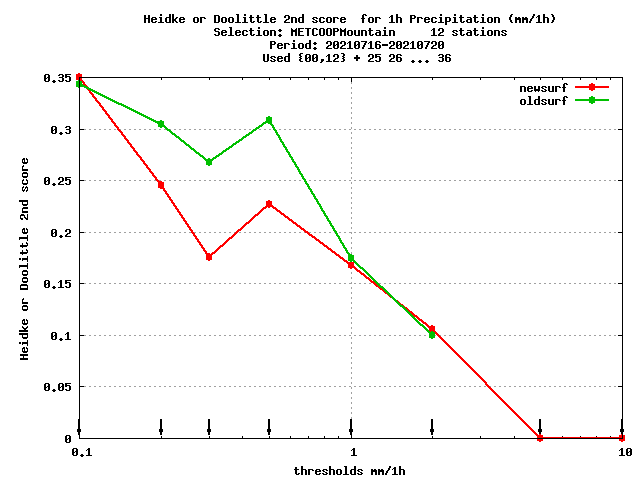 Heidke or Doolittle 2nd score  for 1h Precipitation (mm/1h)
Selection: METCOOPMountain     12 stations
Period: 20210716-20210720
Used {00,12} + 25 26 ... 36
newsurf
oldsurf
Heidke or Doolittle 2nd score
0.35
0.3
0.25
0.2
0.15
0.1
0.05
0
0.1 1 10
thresholds mm/1h